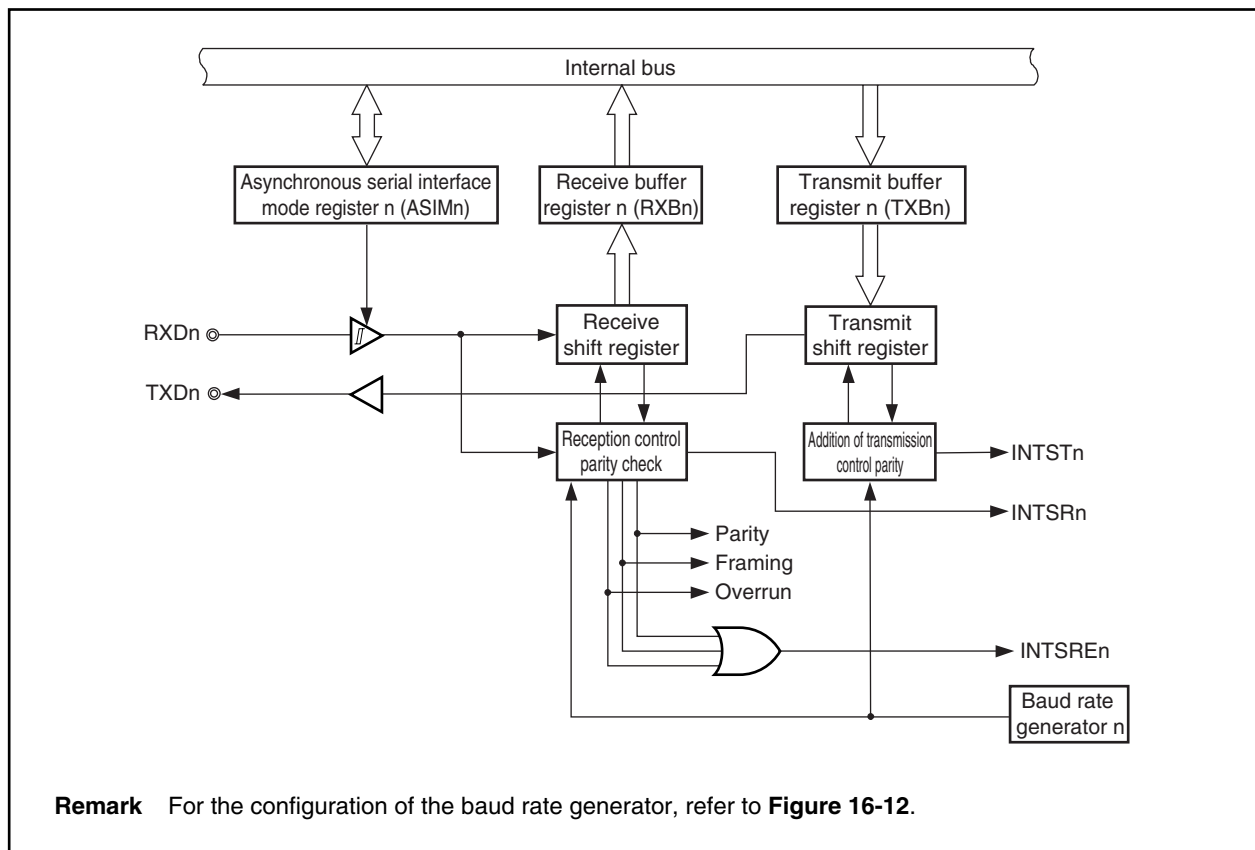 Internal bus
Asynchronous serial interface
mode register n (ASIMn)
Receive buffer
register n (RXBn)
Transmit buffer
register n (TXBn)
RXDn
Receive
shift register
Transmit
shift register
TXDn
Reception control
parity check
Addition of transmission
control parity
INTSTn
INTSRn
Parity
Framing
Overrun
INTSREn
Baud rate
generator n
Remark For the configuration of the baud rate generator, refer to Figure 16-12.